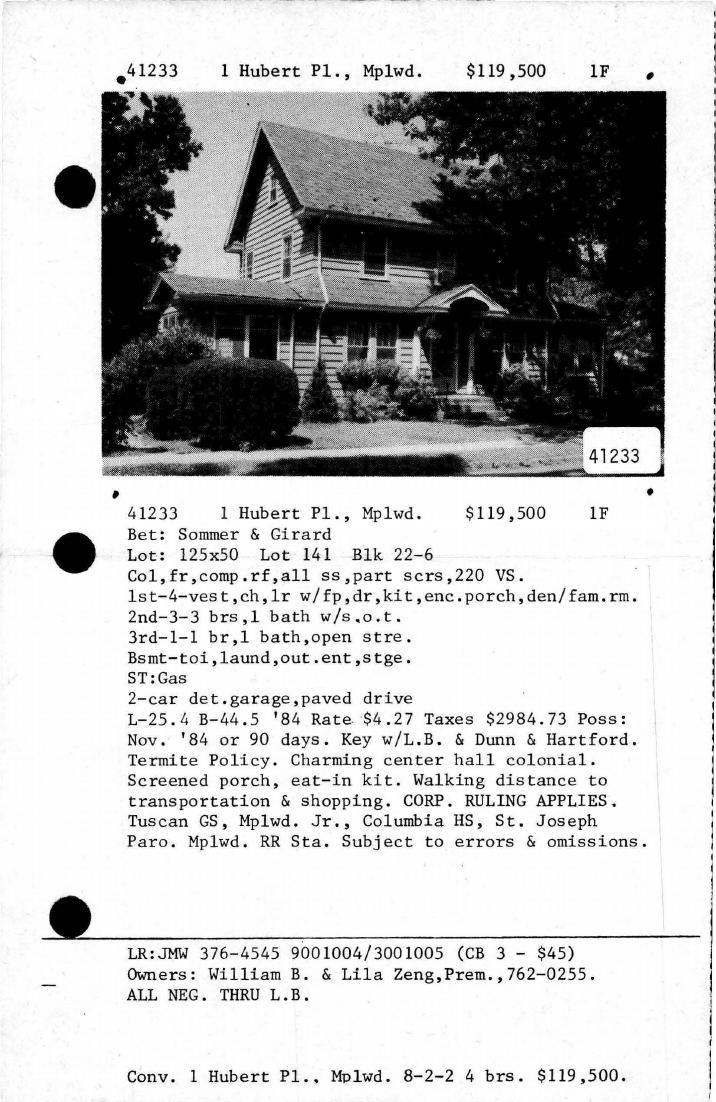 41233 1 Hubert Pl., Mplwd. $119,500 1F
41233
41233 1 Hubert Pl., Mplwd. $119,500 1F
Bet: Sommer & Girard
Lot: 125x50 Lot 141 Blk 22-6
Col,fr,comp.rf,all ss,part scrs,220 VS.
1st-4-vest,ch,lr w/fp,dr,kit,enc.porch,den/fam.rm.
2nd-3-3 brs,1 bath w/s.o.t.
3rd-1-1 br,1 bath,open stre.
Bsmt-toi,laund,out.ent,stge.
ST:Gas
2-car det.garage,paved drive
L-25.4 B-44.5 '84 Rate $4.27 Taxes $2984.73 Poss:
Nov. '84 or 90 days. Key w/L.B. & Dunn & Hartford.
Termite Policy. Charming center hall colonial.
Screened porch, eat-in kit. Walking distance to
transportation & shopping. CORP. RULING APPLIES.
Tuscan GS, Mplwd. Jr., Columbia HS, St. Joseph
Paro. Mplwd. RR Sta. Subject to errors & omissions.
LR:JMW 376-4545 9001004/3001005 (CB 3 - $45)
Owners: William B. & Lila Zeng,Prem.,762-0255.
ALL NEG. THRU L.B.
Conv. 1 Hubert Pl., Mplwd. 8-2-2 4 brs. $119,500.